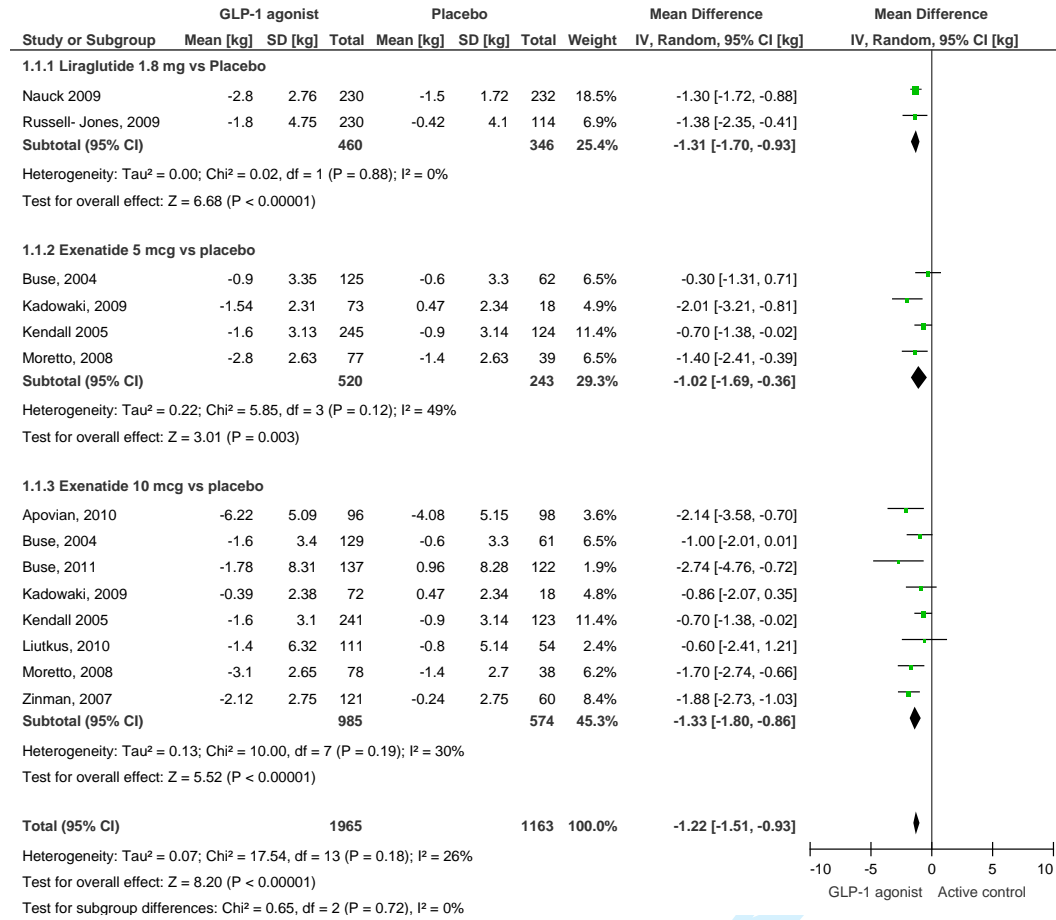 GLP-1 agonist Placebo Mean Difference Mean Difference
Study or Subgroup Mean [kg] SD [kg] Total Mean [kg] SD [kg] Total Weight IV, Random, 95% CI [kg] IV, Random, 95% CI [kg]
1.1.1 Liraglutide 1.8 mg vs Placebo
Nauck 2009 -2.8 2.76 230 -1.5 1.72 232 18.5% -1.30 [-1.72, -0.88]
Russell- Jones, 2009 -1.8 4.75 230 -0.42 4.1 114 6.9% -1.38 [-2.35, -0.41]
Subtotal (95% CI) 460 346 25.4% -1.31 [-1.70, -0.93]
Heterogeneity: Tau² = 0.00; Chi² = 0.02, df = 1 (P = 0.88); I² = 0%
Test for overall effect: Z = 6.68 (P < 0.00001)
1.1.2 Exenatide 5 mcg vs placebo
Buse, 2004 -0.9 3.35 125 -0.6 3.3 62 6.5% -0.30 [-1.31, 0.71]
Kadowaki, 2009 -1.54 2.31 73 0.47 2.34 18 4.9% -2.01 [-3.21, -0.81]
Kendall 2005 -1.6 3.13 245 -0.9 3.14 124 11.4% -0.70 [-1.38, -0.02]
Moretto, 2008 -2.8 2.63 77 -1.4 2.63 39 6.5% -1.40 [-2.41, -0.39]
Subtotal (95% CI) 520 243 29.3% -1.02 [-1.69, -0.36]
Heterogeneity: Tau² = 0.22; Chi² = 5.85, df = 3 (P = 0.12); I² = 49%
Test for overall effect: Z = 3.01 (P = 0.003)
1.1.3 Exenatide 10 mcg vs placebo
Apovian, 2010 -6.22 5.09 96 -4.08 5.15 98 3.6% -2.14 [-3.58, -0.70]
Buse, 2004 -1.6 3.4 129 -0.6 3.3 61 6.5% -1.00 [-2.01, 0.01]
Buse, 2011 -1.78 8.31 137 0.96 8.28 122 1.9% -2.74 [-4.76, -0.72]
Kadowaki, 2009 -0.39 2.38 72 0.47 2.34 18 4.8% -0.86 [-2.07, 0.35]
Kendall 2005 -1.6 3.1 241 -0.9 3.14 123 11.4% -0.70 [-1.38, -0.02]
Liutkus, 2010 -1.4 6.32 111 -0.8 5.14 54 2.4% -0.60 [-2.41, 1.21]
Moretto, 2008 -3.1 2.65 78 -1.4 2.7 38 6.2% -1.70 [-2.74, -0.66]
Zinman, 2007 -2.12 2.75 121 -0.24 2.75 60 8.4% -1.88 [-2.73, -1.03]
Subtotal (95% CI) 985 574 45.3% -1.33 [-1.80, -0.86]
Heterogeneity: Tau² = 0.13; Chi² = 10.00, df = 7 (P = 0.19); I² = 30%
Test for overall effect: Z = 5.52 (P < 0.00001)
Total (95% CI) 1965 1163 100.0% -1.22 [-1.51, -0.93]
Heterogeneity: Tau² = 0.07; Chi² = 17.54, df = 13 (P = 0.18); I² = 26%
Test for overall effect: Z = 8.20 (P < 0.00001)
Test for subgroup differences: Chi² = 0.65, df = 2 (P = 0.72), I² = 0%
-10 -5 0 5 10
GLP-1 agonist Active control